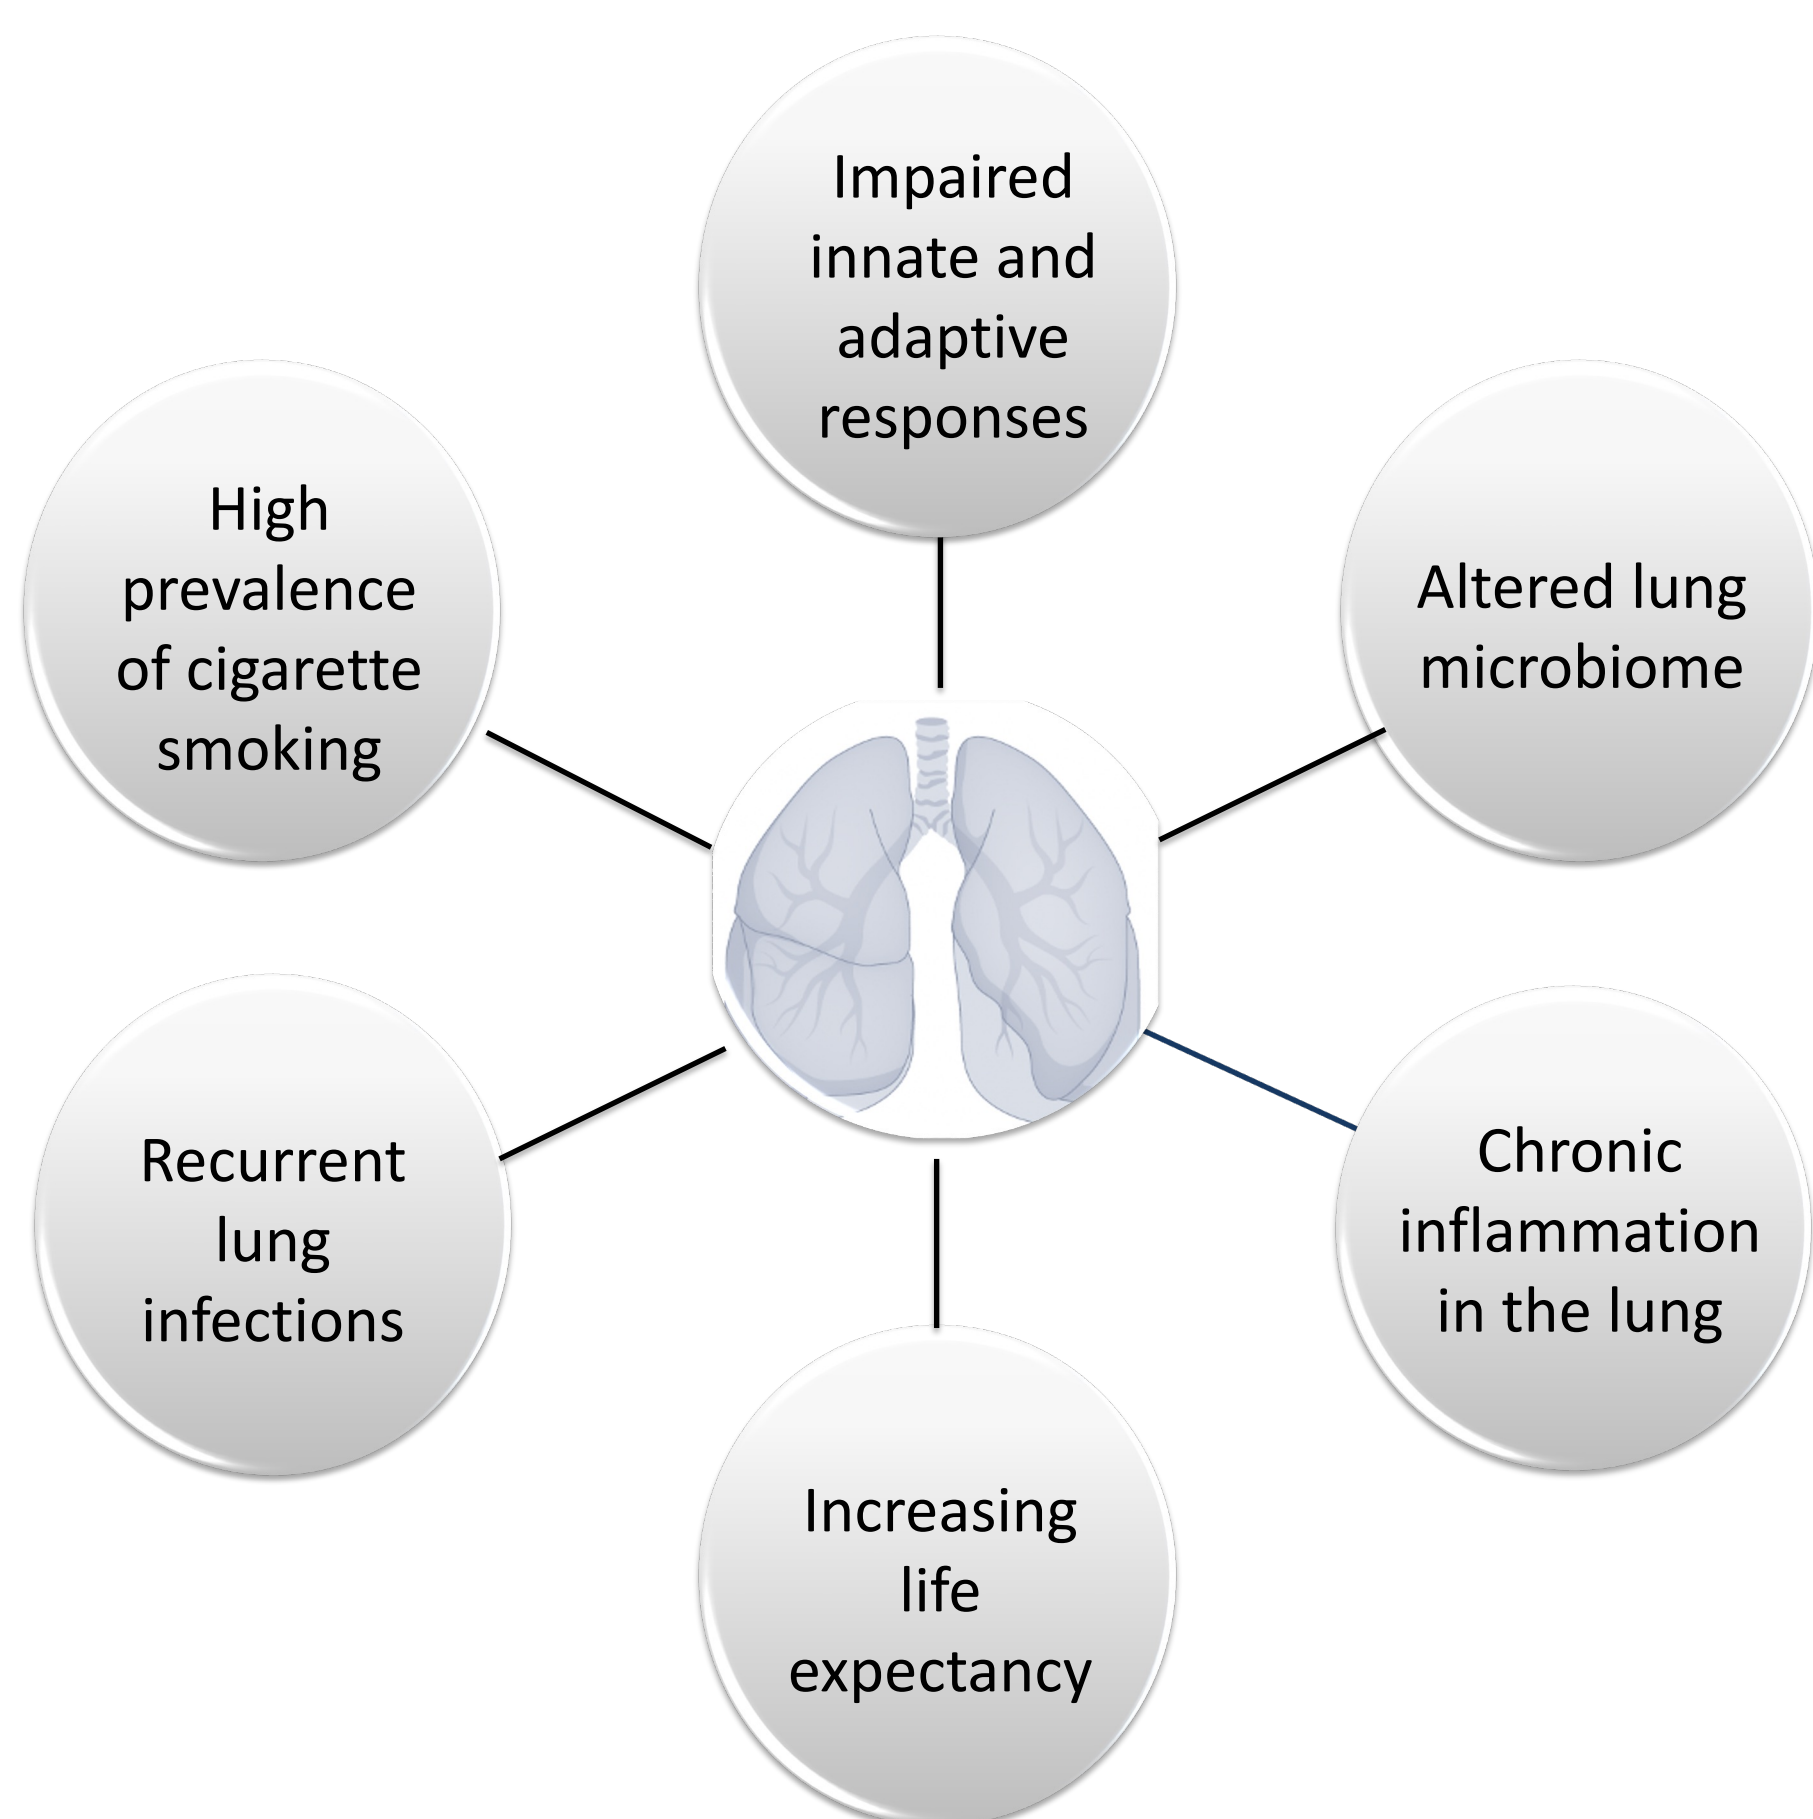 Impaired
innate and
adaptive
responses
High
prevalence
of cigarette
smoking
Altered lung
microbiome
Recurrent
lung
infections
Chronic
inflammation
in the lung
Increasing
life
expectancy